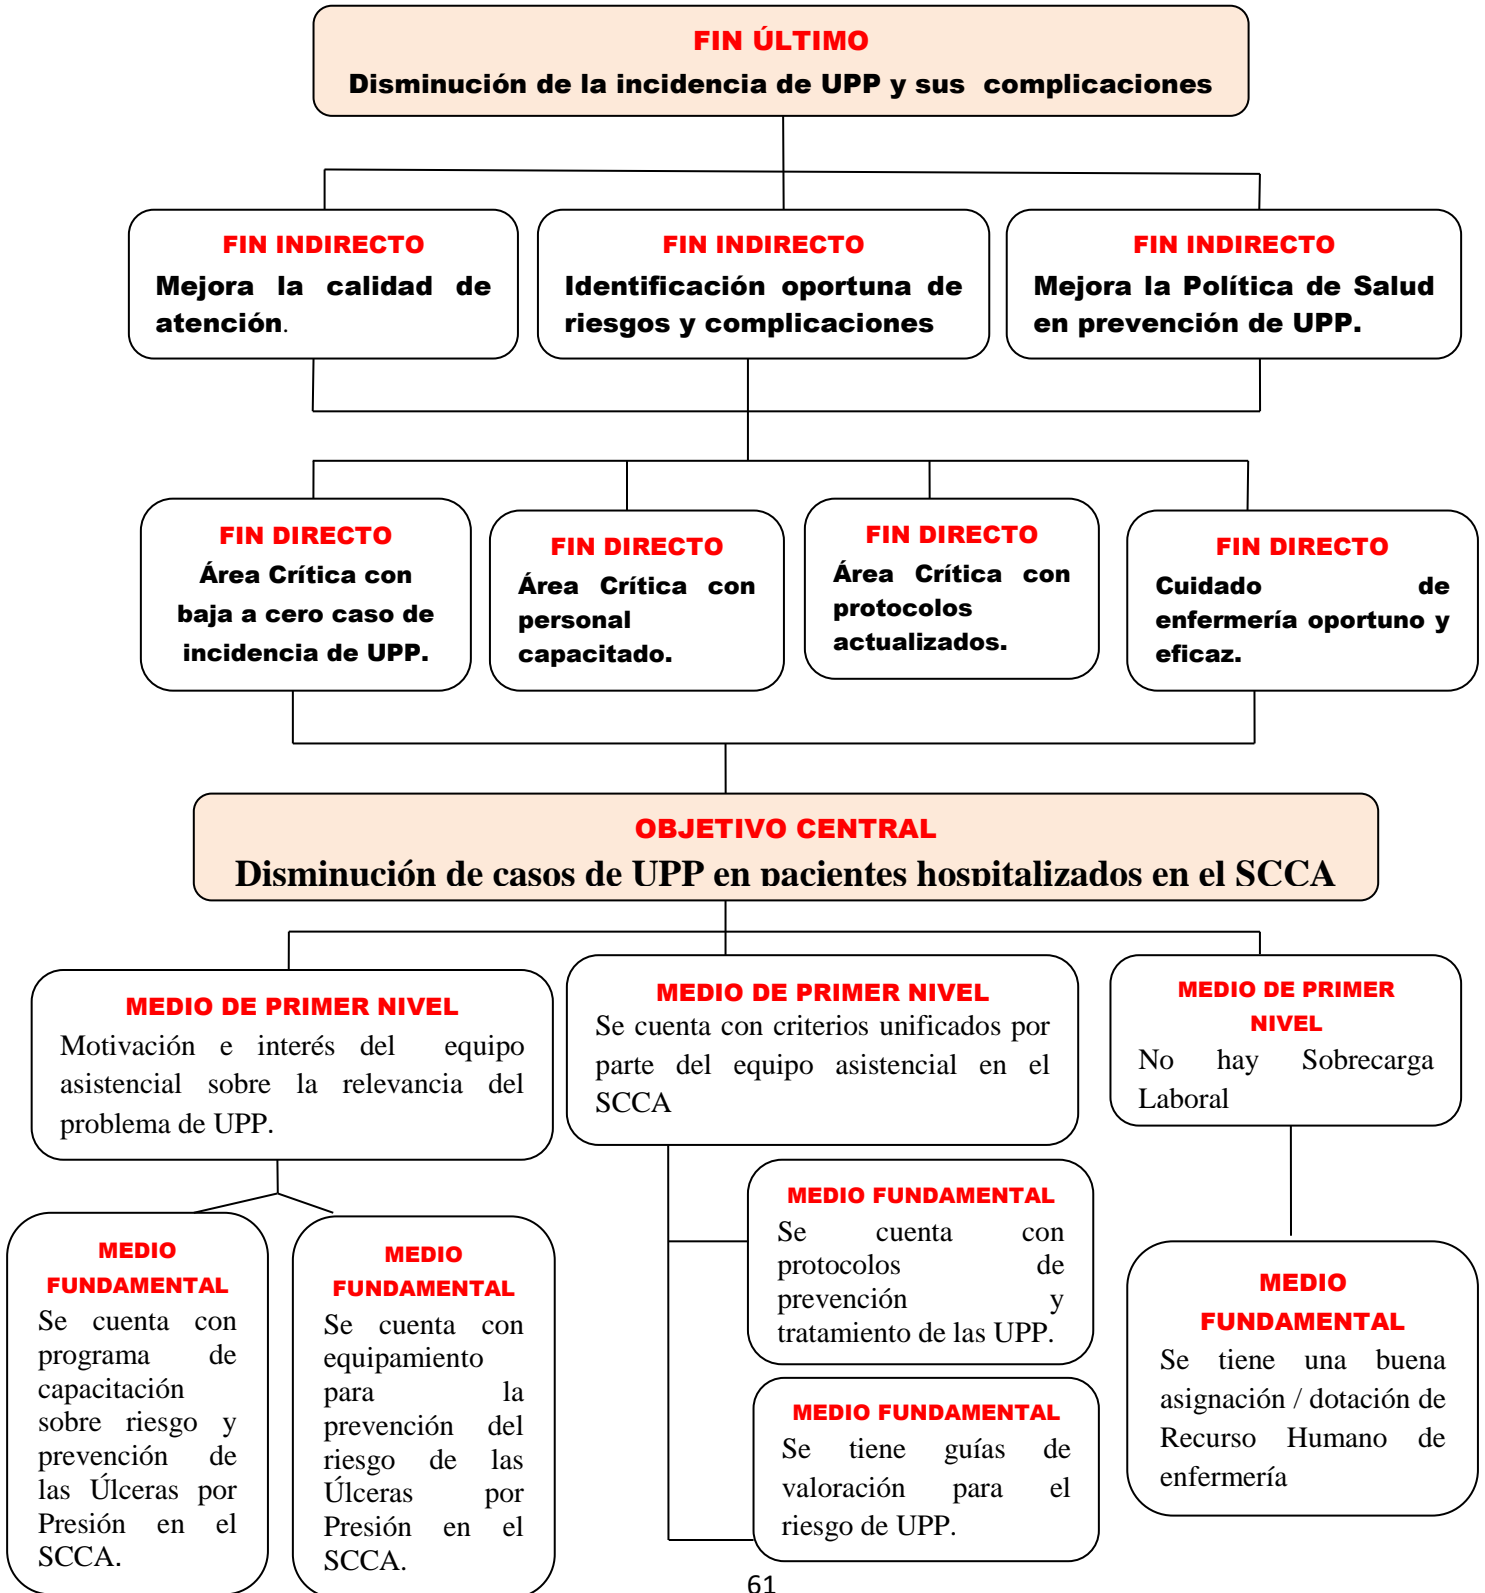 FIN ÚLTIMO
Disminución de la incidencia de UPP y sus complicaciones
FIN INDIRECTO
Mejora la calidad de
atención.
FIN INDIRECTO
Identificación oportuna de
riesgos y complicaciones
FIN INDIRECTO
Mejora la Política de Salud
en prevención de UPP.
FIN DIRECTO
Área Crítica con
baja a cero caso de
incidencia de UPP.
FIN DIRECTO
Área Crítica con
personal
capacitado.
FIN DIRECTO
Área Crítica con
protocolos
actualizados.
FIN DIRECTO
Cuidado de
enfermería oportuno y
eficaz.
OBJETIVO CENTRAL
Disminución de casos de UPP en pacientes hospitalizados en el SCCA
MEDIO DE PRIMER NIVEL
Motivación e interés del equipo
asistencial sobre la relevancia del
problema de UPP.
MEDIO DE PRIMER NIVEL
Se cuenta con criterios unificados por
parte del equipo asistencial en el
SCCA
MEDIO DE PRIMER
NIVEL
No hay Sobrecarga
Laboral
MEDIO
FUNDAMENTAL
Se cuenta con
programa de
capacitación
sobre riesgo y
prevención de
las Úlceras por
Presión en el
SCCA.
MEDIO
FUNDAMENTAL
Se cuenta con
equipamiento
para la
prevención del
riesgo de las
Úlceras por
Presión en el
SCCA.
MEDIO FUNDAMENTAL
Se cuenta con
protocolos de
prevención y
tratamiento de las UPP.
MEDIO FUNDAMENTAL
Se tiene guías de
valoración para el
riesgo de UPP.
MEDIO
FUNDAMENTAL
Se tiene una buena
asignación / dotación de
Recurso Humano de
enfermería
61